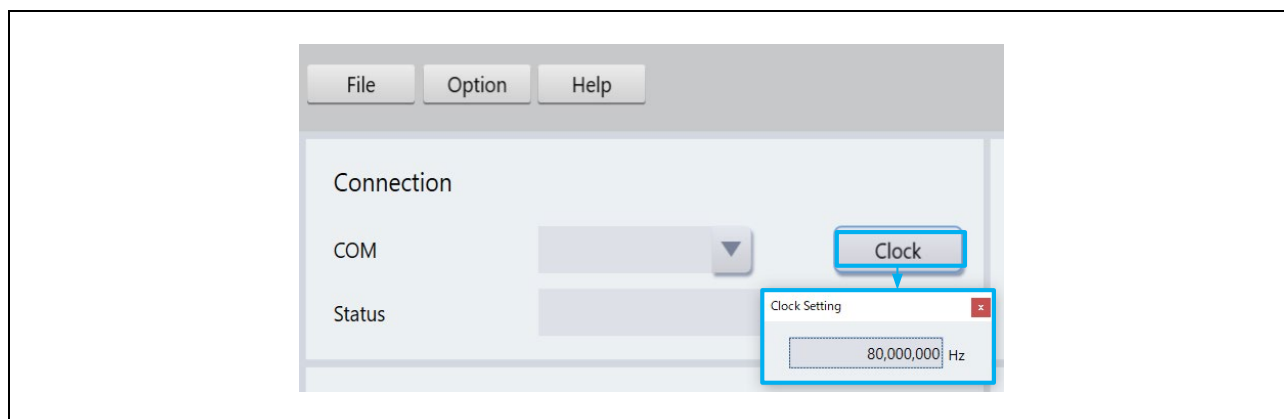 File Option Help
Connection
COM
Clock
Status
Clock Setting
x
80,000,000 Hz